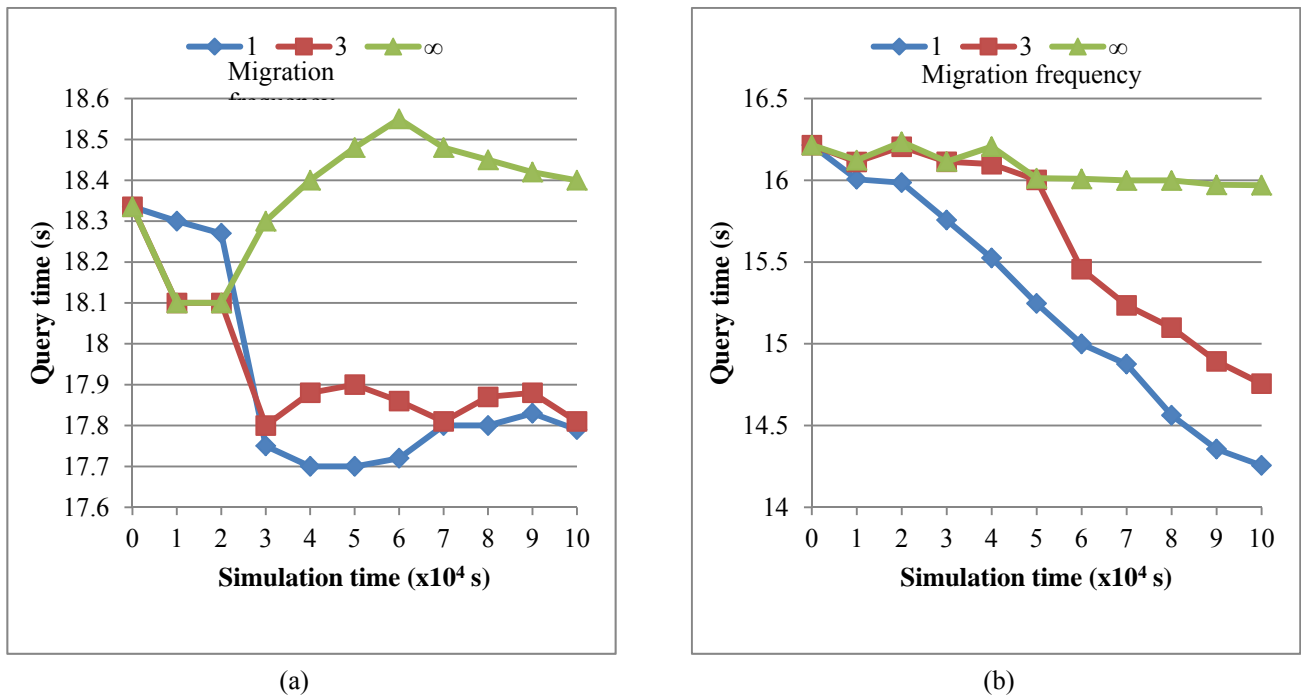 1 3 ∞
Migration
18.6
18.5
18.4
18.3
18.2
18.1
18
17.9
17.8
17.7
17.6
Query time (s)
0 1 2 3 4 5 6 7 8 9 10
Simulation time (x10⁴ s)
(a)
1 3 ∞
Migration frequency
16.5
16
15.5
15
14.5
14
Query time (s)
0 1 2 3 4 5 6 7 8 9 10
Simulation time (x10⁴ s)
(b)